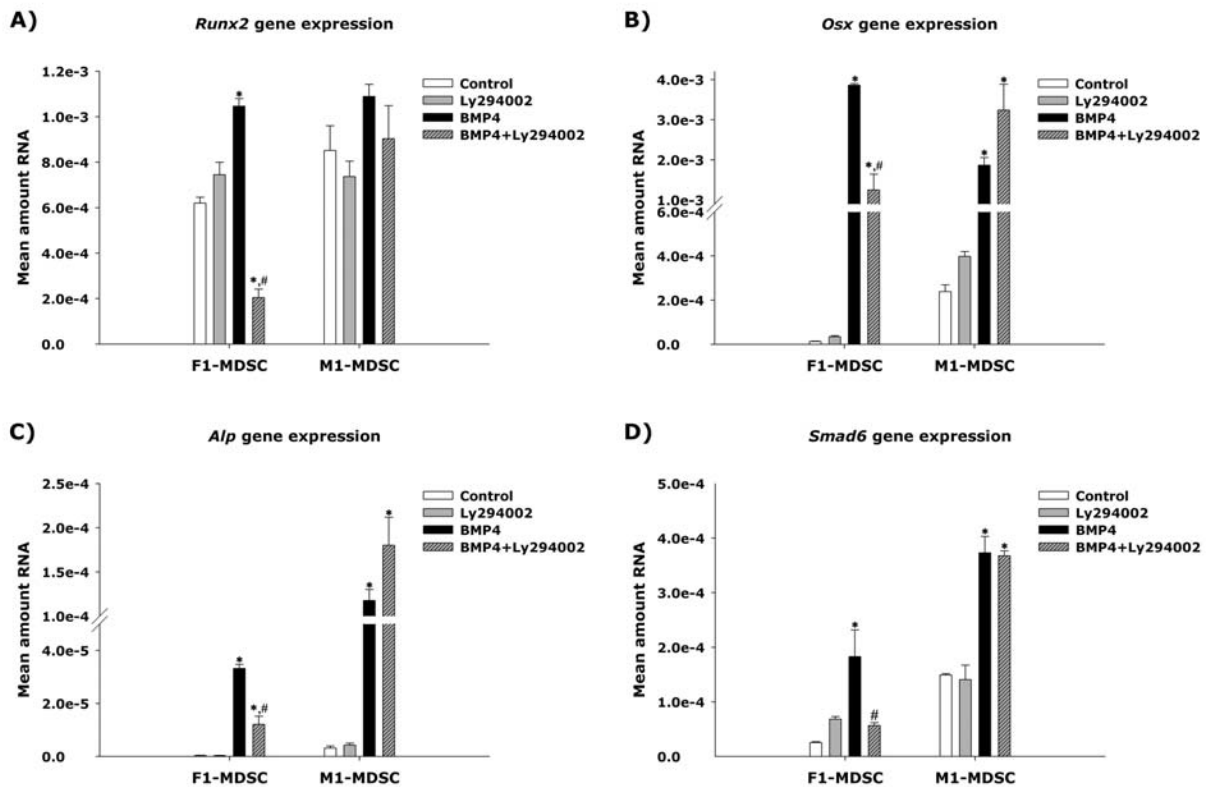 A)
Runx2 gene expression
Mean amount RNA
1.2e-3
1.0e-3
8.0e-4
6.0e-4
4.0e-4
2.0e-4
0.0
F1-MDSC
M1-MDSC
Control
Ly294002
BMP4
BMP4+Ly294002
*
*,#
B)
Osx gene expression
Mean amount RNA
4.0e-3
3.0e-3
2.0e-3
1.0e-3
6.0e-4
4.0e-4
2.0e-4
0.0
F1-MDSC
M1-MDSC
Control
Ly294002
BMP4
BMP4+Ly294002
*
*,#
*
*
C)
Alp gene expression
Mean amount RNA
2.5e-4
2.0e-4
1.5e-4
1.0e-4
4.0e-5
2.0e-5
0.0
F1-MDSC
M1-MDSC
Control
Ly294002
BMP4
BMP4+Ly294002
*
*,#
*
*
D)
Smad6 gene expression
Mean amount RNA
5.0e-4
4.0e-4
3.0e-4
2.0e-4
1.0e-4
0.0
F1-MDSC
M1-MDSC
Control
Ly294002
BMP4
BMP4+Ly294002
*
#
*
*